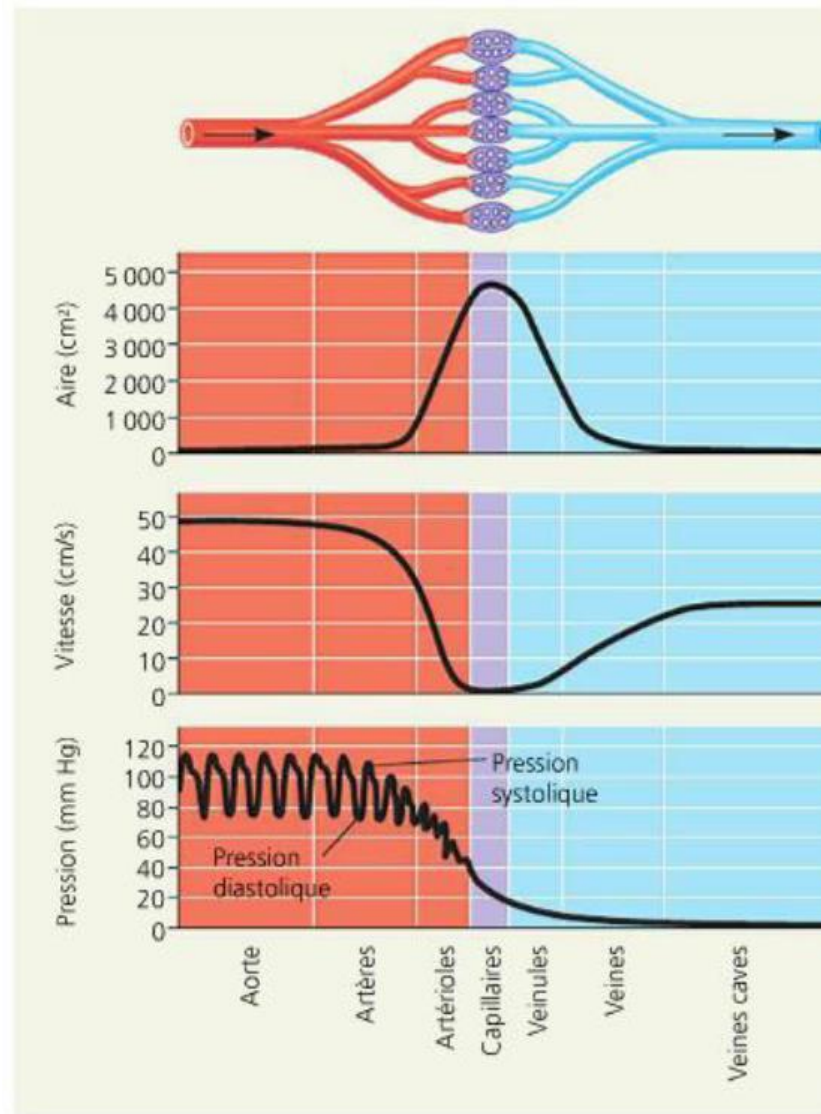 Aire (cm²)
5 000
4 000
3 000
2 000
1 000
0
Vitesse (cm/s)
50
40
30
20
10
0
Pression (mm Hg)
120
100
80
60
40
20
0
Pression
systolique
Pression
diastolique
Aorte
Artères
Artérioles
Capillaires
Veinules
Veines
Veines caves